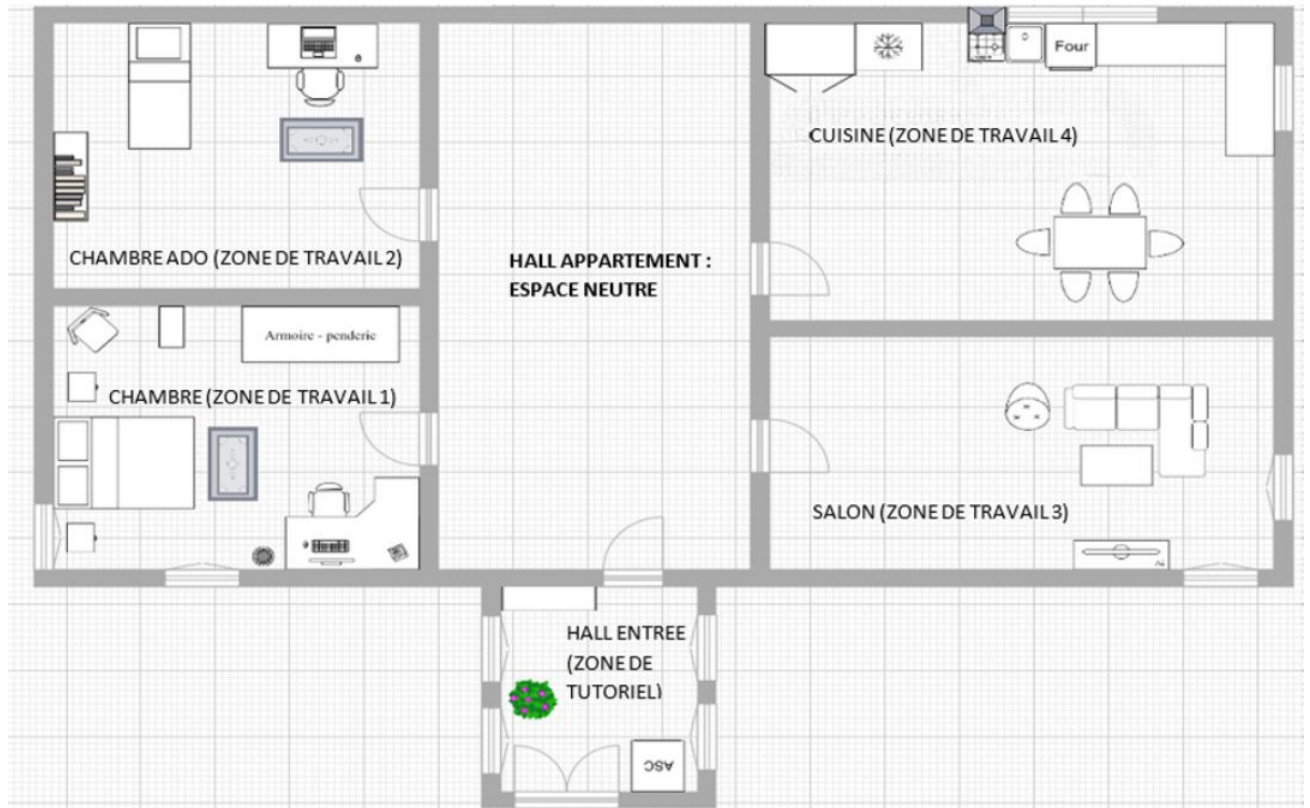 Four
CUISINE (ZONE DE TRAVAIL 4)
CHAMBRE ADO (ZONE DE TRAVAIL 2)
HALL APPARTEMENT :
ESPACE NEUTRE
Armoire - penderie
CHAMBRE (ZONE DE TRAVAIL 1)
SALON (ZONE DE TRAVAIL 3)
HALL ENTREE
(ZONE DE
TUTORIEL)
ASC